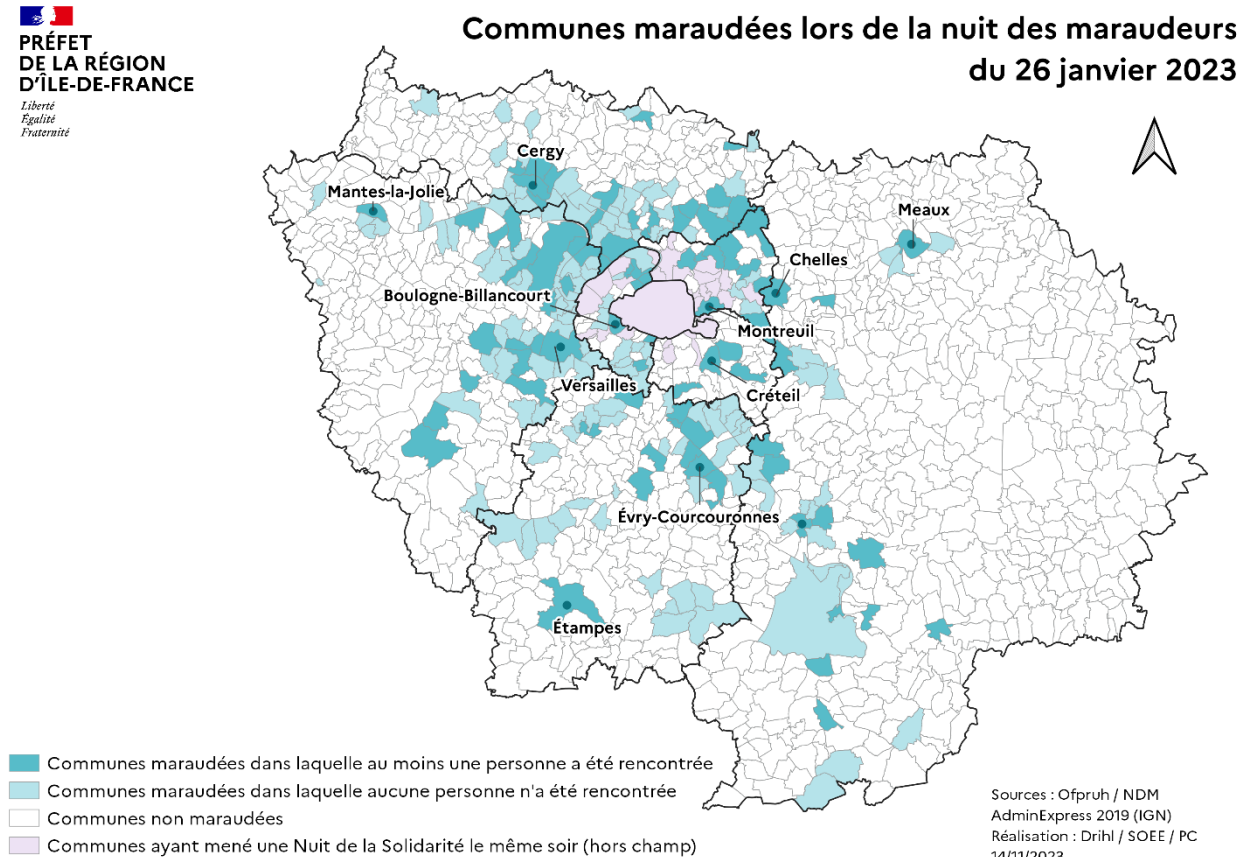 PRÉFET
DE LA RÉGION
D'ÎLE-DE-FRANCE
Liberté
Égalité
Fraternité
Communes maraudées lors de la nuit des maraudeurs
du 26 janvier 2023
Cergy
Mantes-la-Jolie
Meaux
Chelles
Boulogne-Billancourt
Montreuil
Versailles
Créteil
Évry-Courcouronnes
Étampes
Communes maraudées dans laquelle au moins une personne a été rencontrée
Communes maraudées dans laquelle aucune personne n'a été rencontrée
Communes non maraudées
Communes ayant mené une Nuit de la Solidarité le même soir (hors champ)
Sources : Ofpruh / NDM
AdminExpress 2019 (IGN)
Réalisation : Drihl / SOEE / PC
14/11/2023